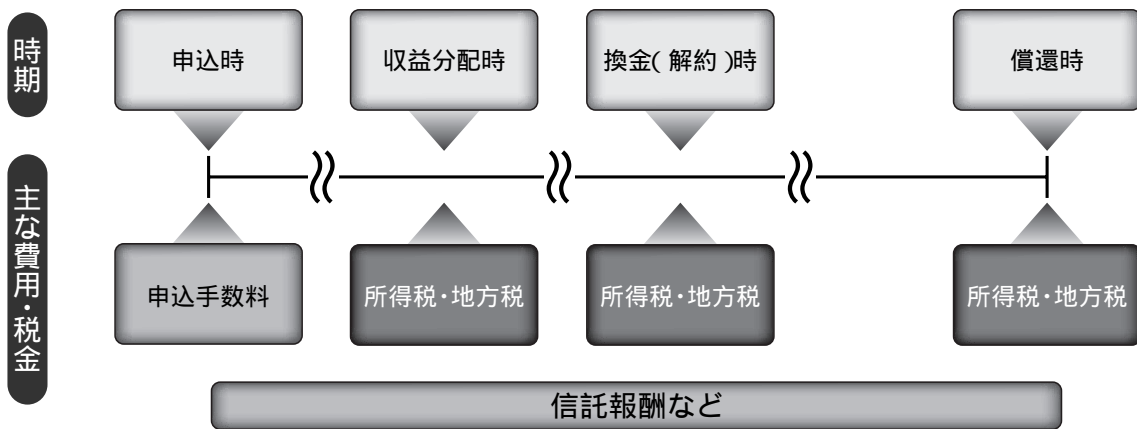 時期
申込時
収益分配時
換金(解約)時
償還時
主な費用・税金
申込手数料
所得税・地方税
所得税・地方税
所得税・地方税
信託報酬など